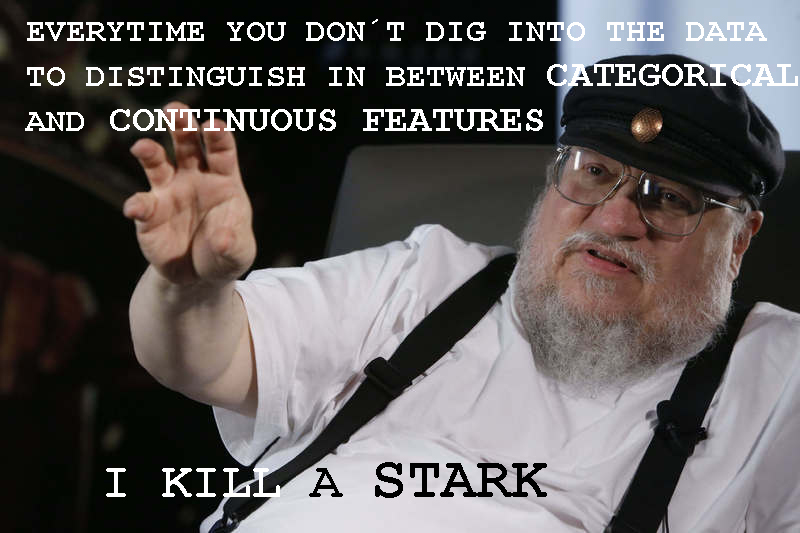 EVERYTIME YOU DON´T DIG INTO THE DATA
TO DISTINGUISH IN BETWEEN CATEGORICAL
AND CONTINUOUS FEATURES
I KILL A STARK